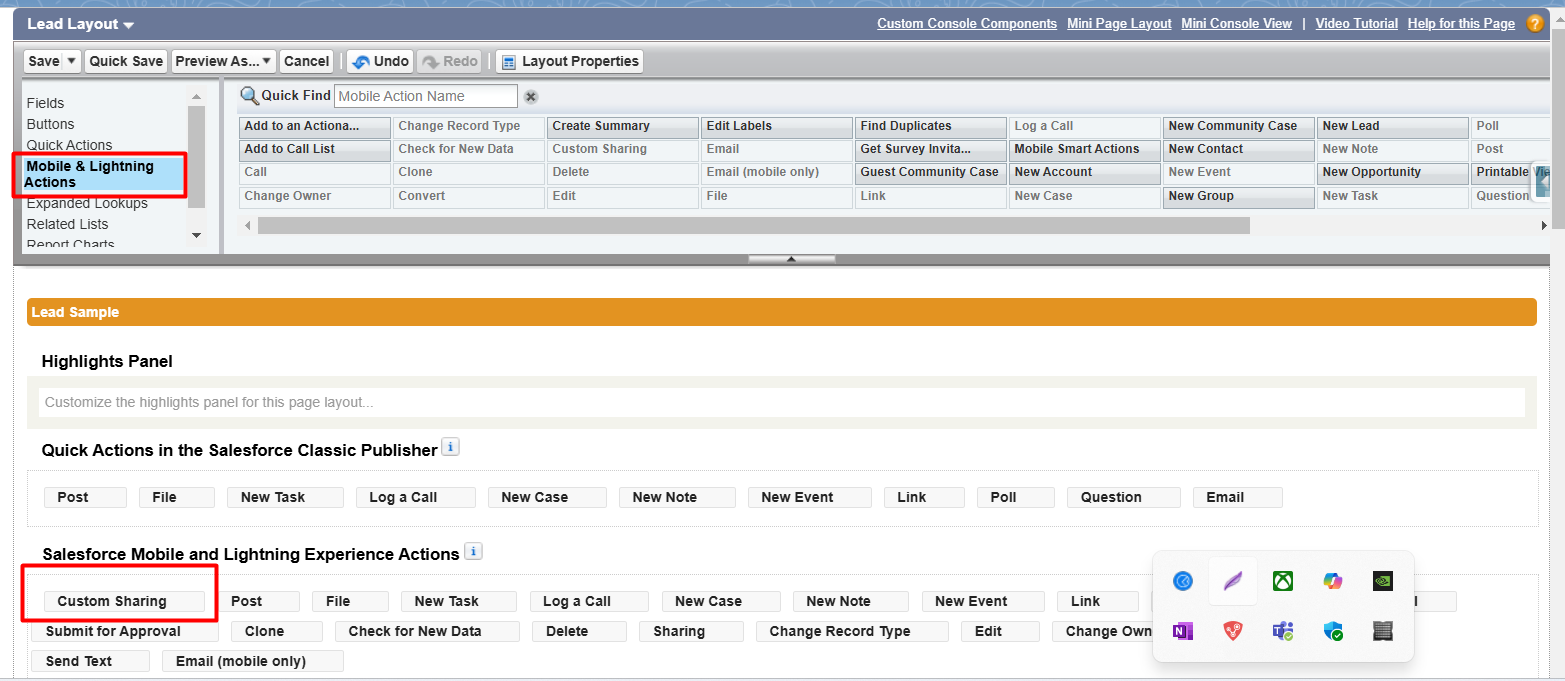 Lead Layout
Custom Console Components Mini Page Layout Mini Console View | Video Tutorial Help for this Page ?
Save Quick Save Preview As... Cancel Undo Redo Layout Properties
Fields
Buttons
Quick Actions
Mobile & Lightning
Actions
Expanded Lookups
Related Lists
Report Charts
Quick Find Mobile Action Name
Add to an Actiona... Change Record Type Create Summary Edit Labels Find Duplicates Log a Call New Community Case New Lead Poll
Add to Call List Check for New Data Custom Sharing Email Get Survey Invita... Mobile Smart Actions New Contact New Note Post
Call Clone Delete Email (mobile only) Guest Community Case New Account New Event New Opportunity Printable
Change Owner Convert Edit File Link New Case New Group New Task Question
Lead Sample
Highlights Panel
Customize the highlights panel for this page layout...
Quick Actions in the Salesforce Classic Publisher i
Post File New Task Log a Call New Case New Note New Event Link Poll Question Email
Salesforce Mobile and Lightning Experience Actions i
Custom Sharing Post File New Task Log a Call New Case New Note New Event Link
Submit for Approval Clone Check for New Data Delete Sharing Change Record Type Edit Change Own
Send Text Email (mobile only)
N